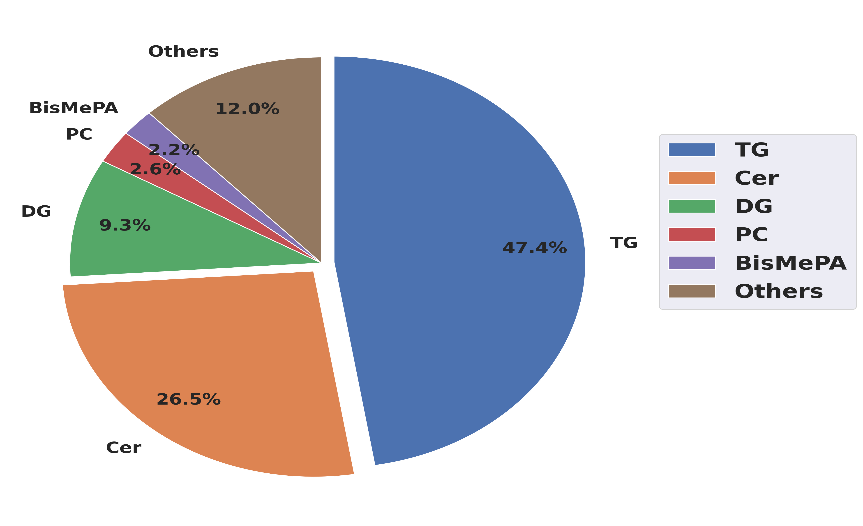 Others
12.0%
BisMePA
2.2%
PC
2.6%
DG
9.3%
TG
47.4%
Cer
26.5%
TG
Cer
DG
PC
BisMePA
Others